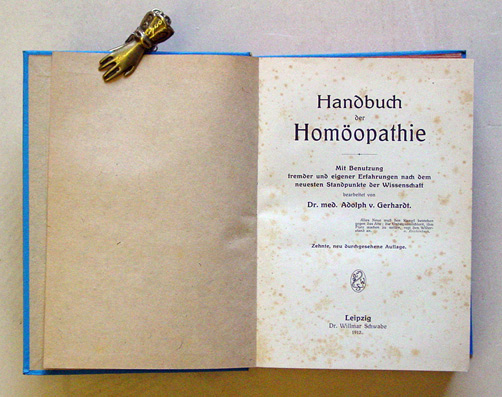 Handbuch
der
Homöopathie
Mit Benutzung
fremder und eigener Erfahrungen nach dem
neuesten Standpunkte der Wissenschaft
bearbeitet von
Dr. med. Adolph v. Gerhardt.
Zehnte, neu durchgesehene Auflage.
Leipzig
Dr. Willmar Schwabe